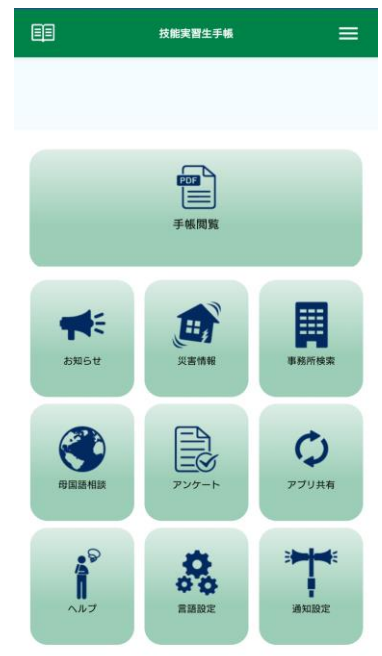 技能実習生手帳
PDF
手帳閲覧
お知らせ
災害情報
事務所検索
母国語相談
アンケート
アプリ共有
ヘルプ
言語設定
通知設定